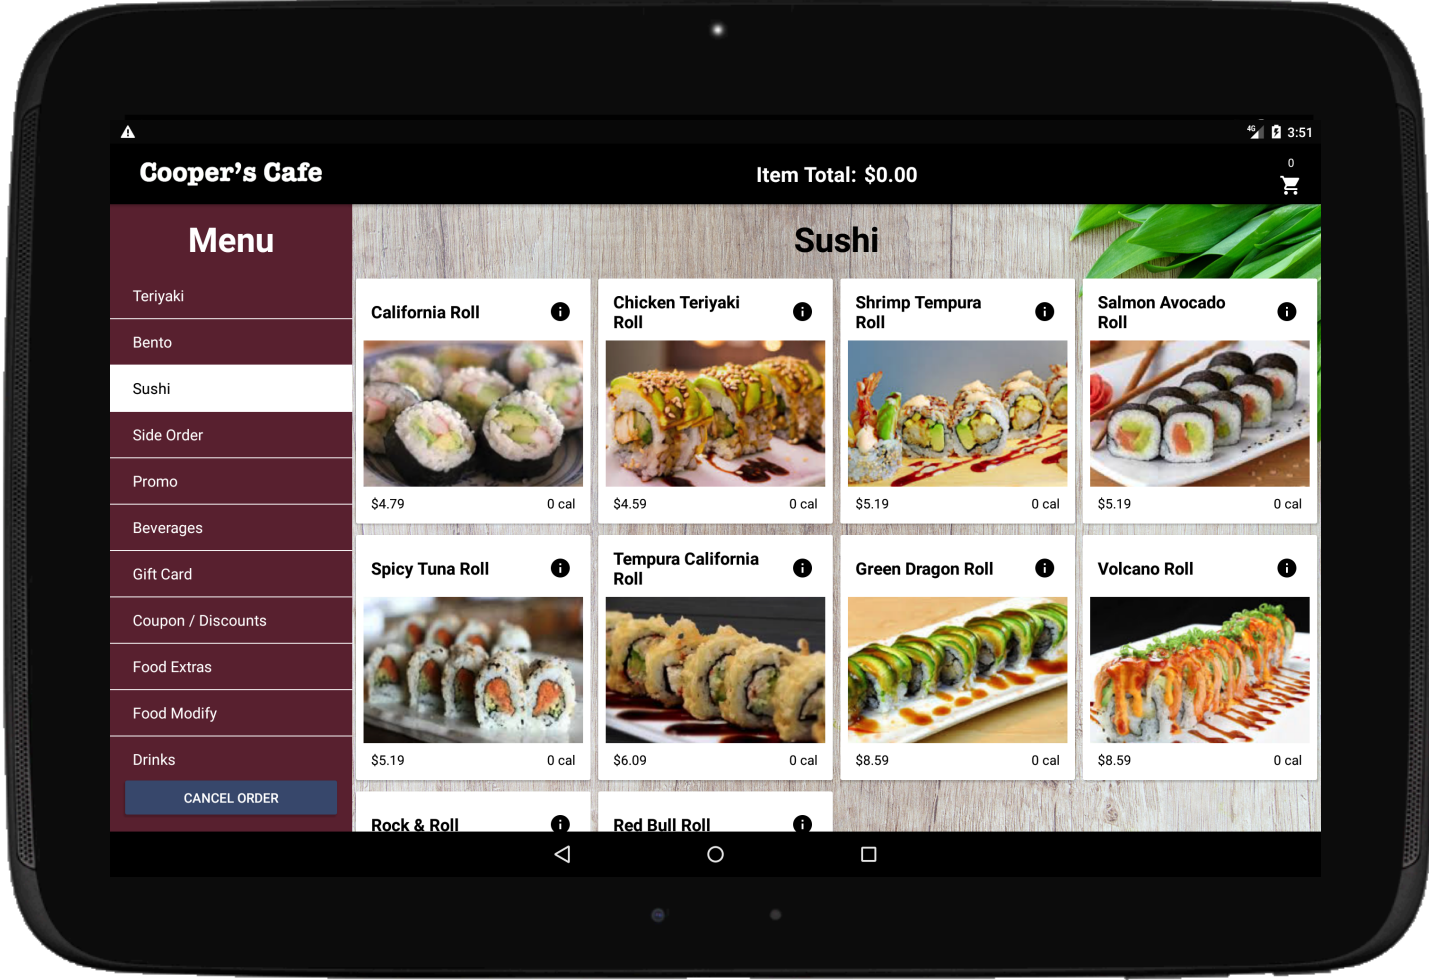 4G 3:51
Cooper's Cafe
Item Total: $0.00
0
Menu
Teriyaki
Bento
Sushi
Side Order
Promo
Beverages
Gift Card
Coupon / Discounts
Food Extras
Food Modify
Drinks
CANCEL ORDER
Sushi
California Roll
$4.79 0 cal
Chicken Teriyaki
Roll
$4.59 0 cal
Shrimp Tempura
Roll
$5.19 0 cal
Salmon Avocado
Roll
$5.19 0 cal
Spicy Tuna Roll
$5.19 0 cal
Tempura California
Roll
$6.09 0 cal
Green Dragon Roll
$8.59 0 cal
Volcano Roll
$8.59 0 cal
Rock & Roll
Red Bull Roll